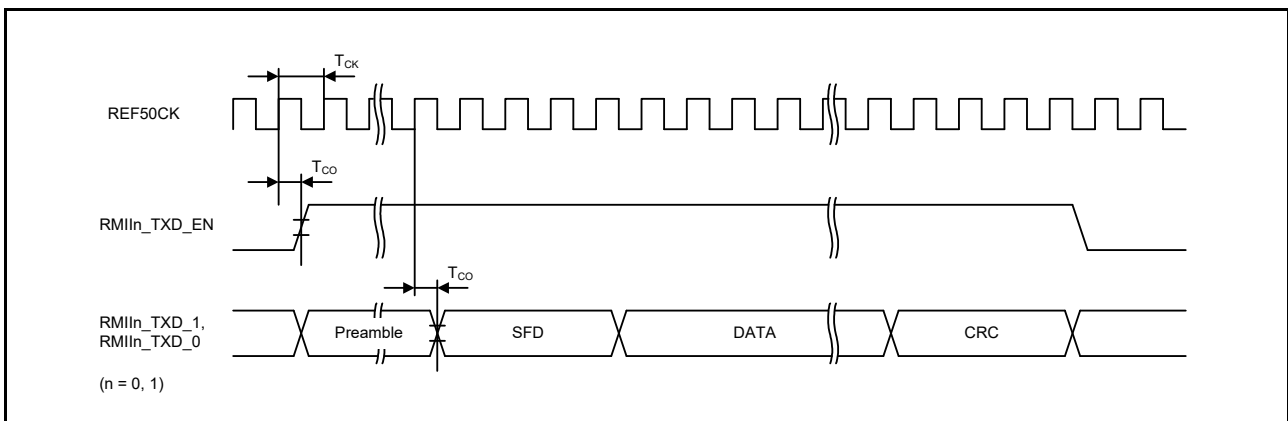 TCK
REF50CK
TCO
RMIIn_TXD_EN
TCO
RMIIn_TXD_1,
RMIIn_TXD_0
Preamble SFD DATA CRC
(n = 0, 1)